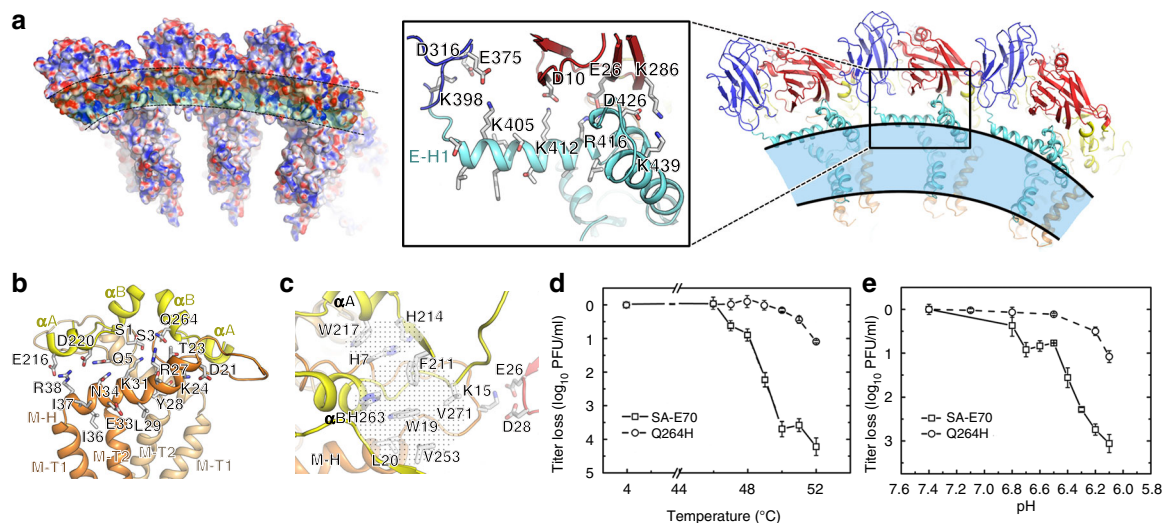 a
D316
E375
D10
E26
K286
K398
D426
K405
K412
R416
E-H1
K439
b
αB
αB
S1
S3
Q264
αA
αA
D220
T23
E216
Q5
D21
R27
R38
K31
K24
N34
I37
Y28
M-H
E33
L29
I36
M-T1
M-T2
M-T2
M-T1
c
αA
H214
W217
H7
F211
E26
K15
αB
H263
V271
W19
D28
M-H
V253
L20
d
Titer loss (log10 PFU/ml)
0
1
2
3
4
5
SA-E70
Q264H
4
44
48
52
Temperature (°C)
e
Titer loss (log10 PFU/ml)
0
1
2
3
SA-E70
Q264H
7.6 7.4 7.2 7.0 6.8 6.6 6.4 6.2 6.0 5.8
pH